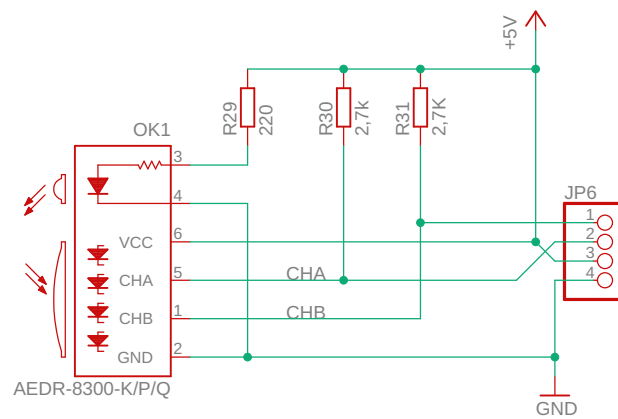 +5V
R29
220
R30
2,7k
R31
2,7K
OK1
3
4
VCC
6
CHA
5
CHA
CHB
1
CHB
GND
2
AEDR-8300-K/P/Q
JP6
1
2
3
4
GND